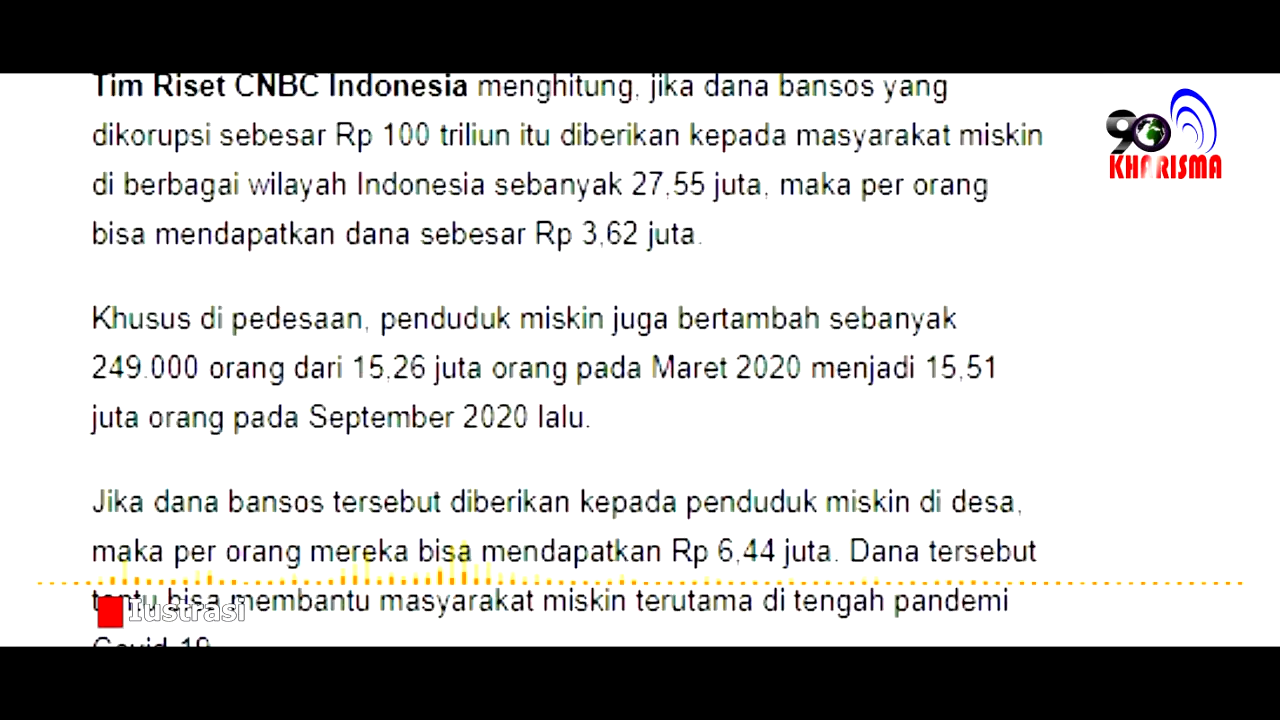 Tim Riset CNBC Indonesia menghitung, jika dana bansos yang
dikorupsi sebesar Rp 100 triliun itu diberikan kepada masyarakat miskin
di berbagai wilayah Indonesia sebanyak 27,55 juta, maka per orang
bisa mendapatkan dana sebesar Rp 3,62 juta.
90
KHARISMA
Khusus di pedesaan, penduduk miskin juga bertambah sebanyak
249.000 orang dari 15,26 juta orang pada Maret 2020 menjadi 15,51
juta orang pada September 2020 lalu.
Jika dana bansos tersebut diberikan kepada penduduk miskin di desa,
maka per orang mereka bisa mendapatkan Rp 6,44 juta. Dana tersebut
tentu bisa membantu masyarakat miskin terutama di tengah pandemi
Iustrasi
Covid-19